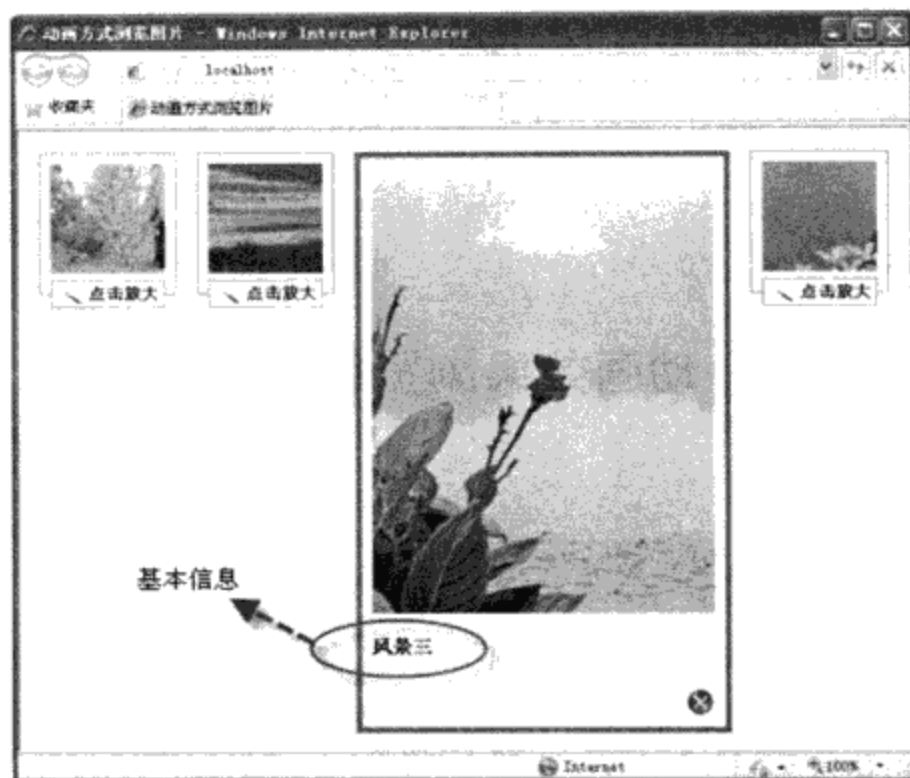 动画方式浏览图片 - Windows Internet Explorer
localhost
收藏夹
动画方式浏览图片
点击放大
点击放大
点击放大
基本信息
风景三
Internet
100%